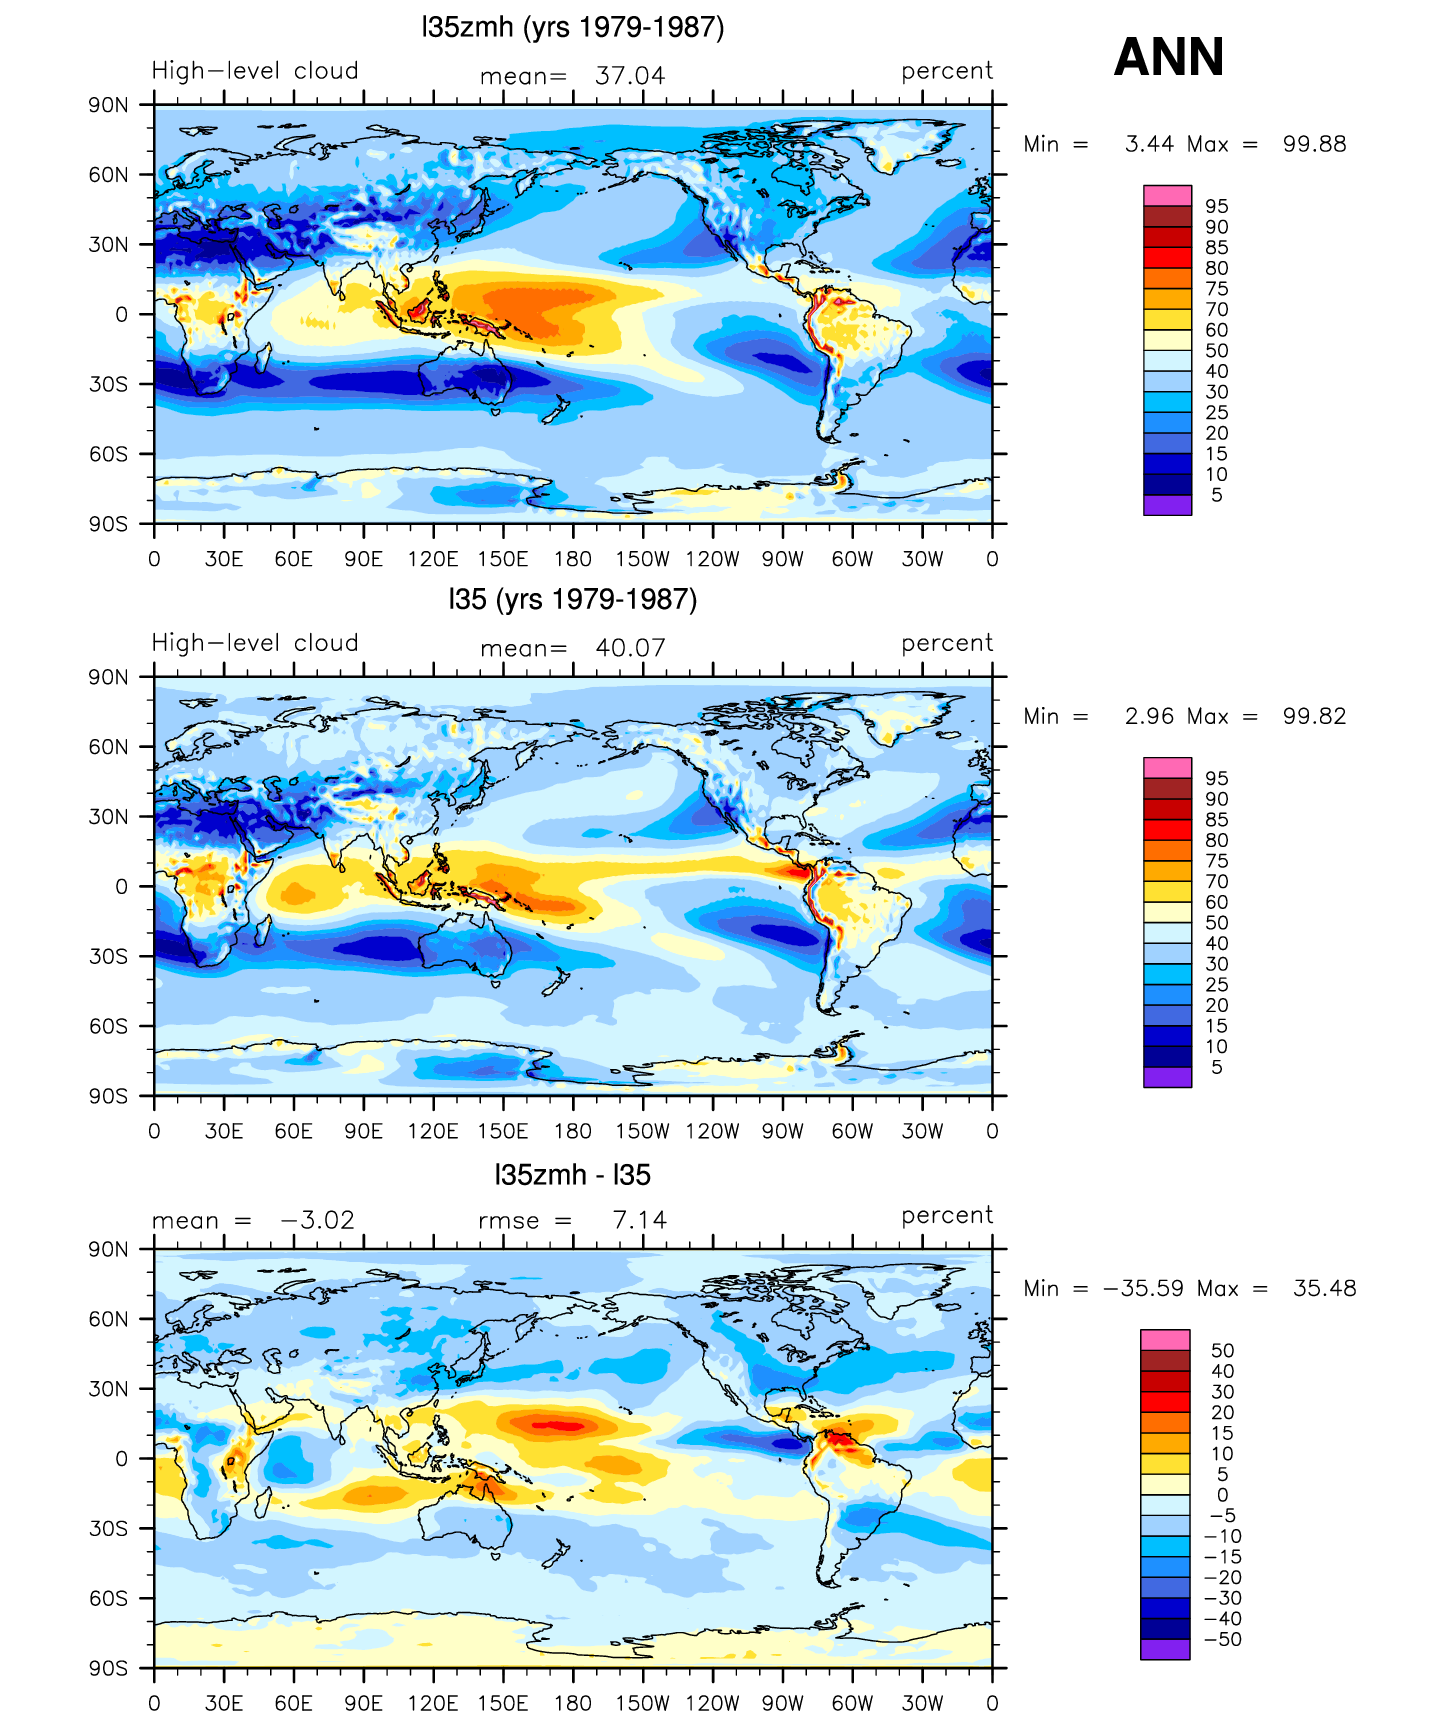 l35zmh (yrs 1979-1987)
ANN
High-level cloud mean= 37.04 percent
Min = 3.44 Max = 99.88
90N
60N
30N
0
30S
60S
90S
0 30E 60E 90E 120E 150E 180 150W 120W 90W 60W 30W 0
95
90
85
80
75
70
60
50
40
30
25
20
15
10
5
l35 (yrs 1979-1987)
High-level cloud mean= 40.07 percent
Min = 2.96 Max = 99.82
90N
60N
30N
0
30S
60S
90S
0 30E 60E 90E 120E 150E 180 150W 120W 90W 60W 30W 0
95
90
85
80
75
70
60
50
40
30
25
20
15
10
5
l35zmh - l35
mean = -3.02 rmse = 7.14 percent
Min = -35.59 Max = 35.48
90N
60N
30N
0
30S
60S
90S
0 30E 60E 90E 120E 150E 180 150W 120W 90W 60W 30W 0
50
40
30
20
15
10
5
0
-5
-10
-15
-20
-30
-40
-50